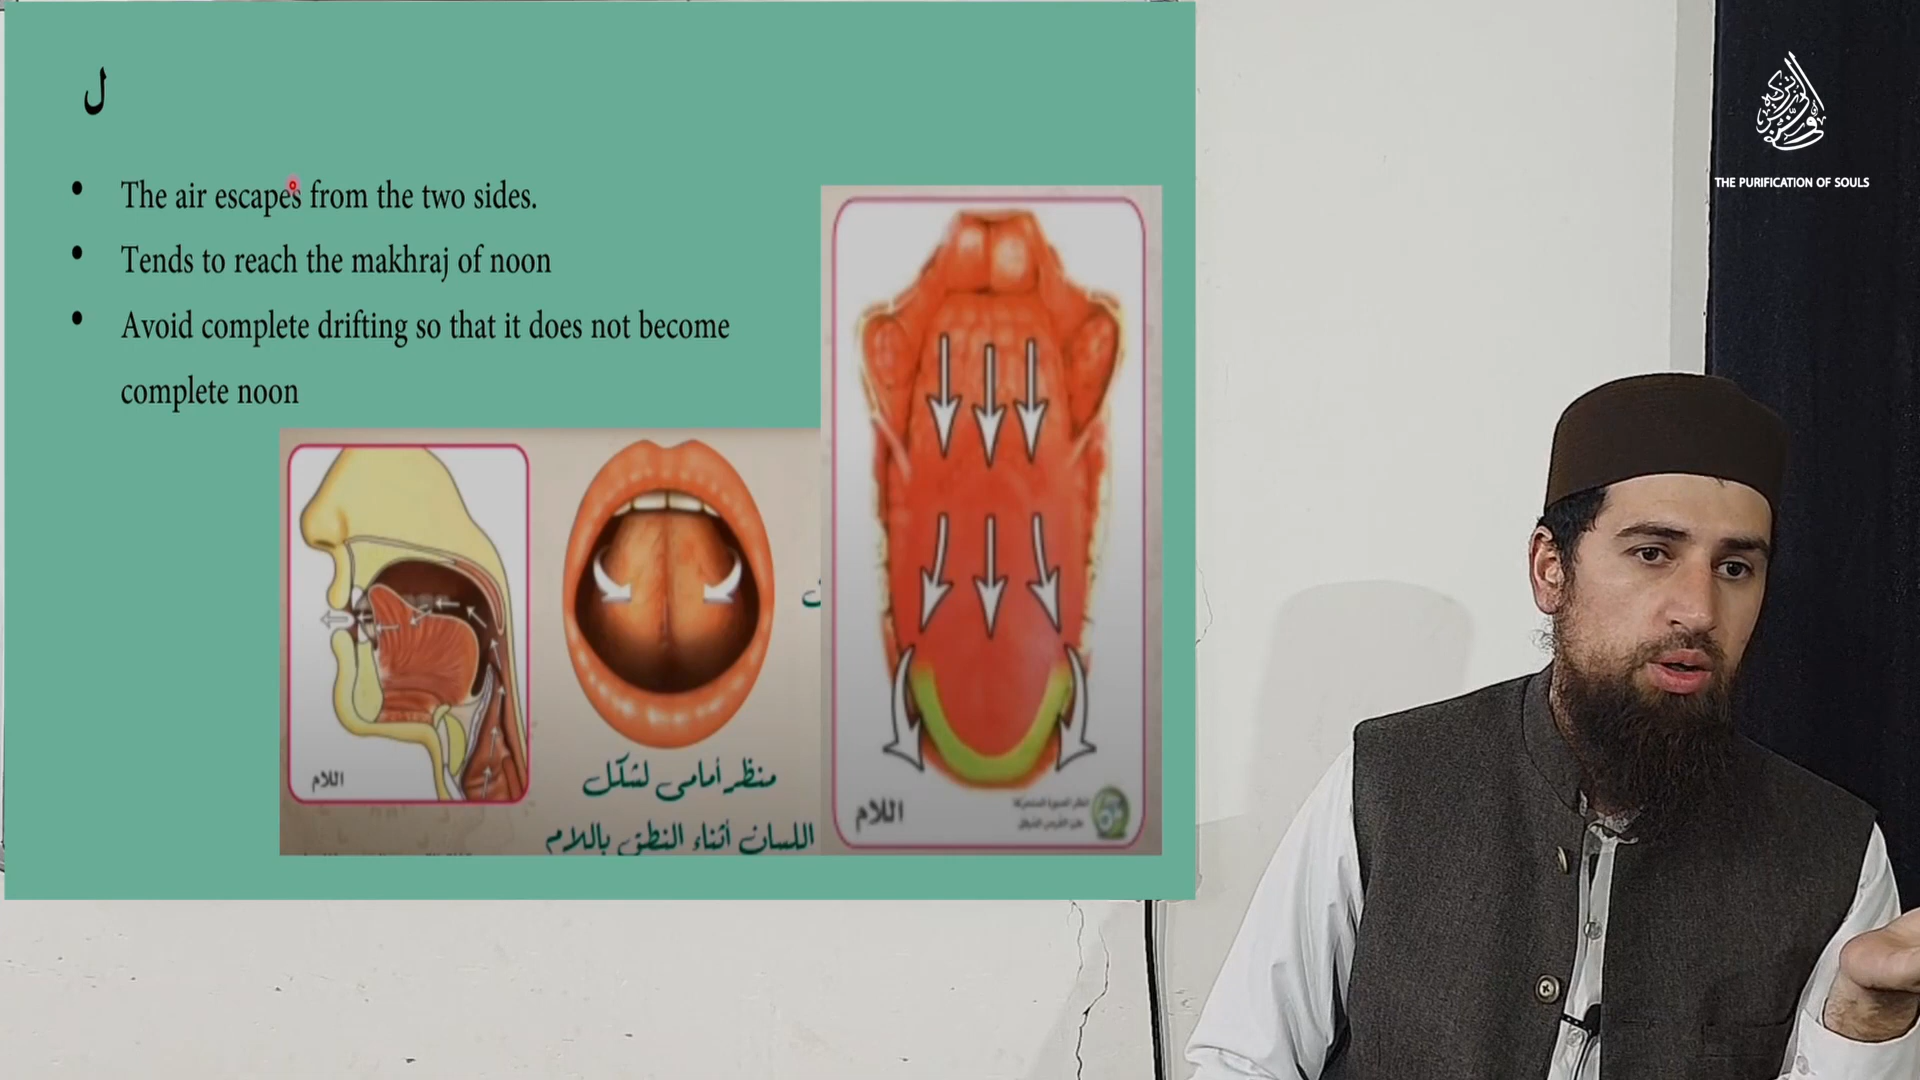 ل
• The air escapes from the two sides.
• Tends to reach the makhraj of noon
• Avoid complete drifting so that it does not become
complete noon
اللام
منظر أمامى لشكل
اللسان أثناء النطق باللام
اللام
THE PURIFICATION OF SOULS